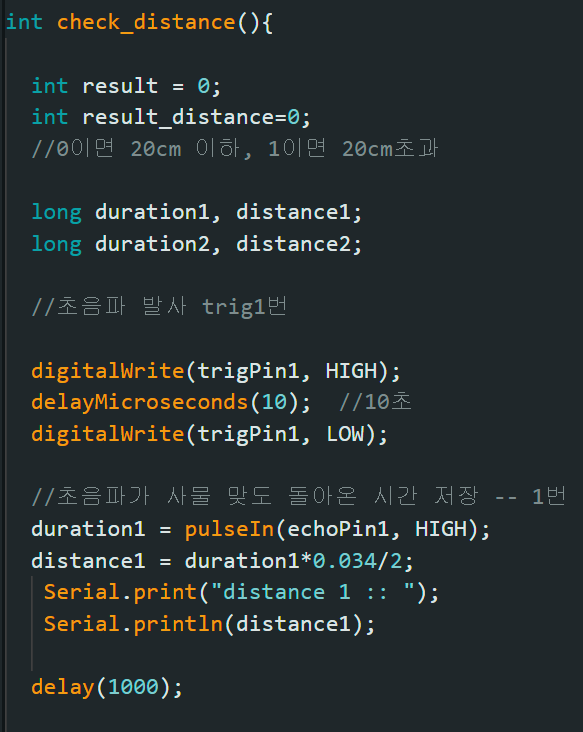 int check_distance(){
int result = 0;
int result_distance=0;
//0이면 20cm 이하, 1이면 20cm초과
long duration1, distance1;
long duration2, distance2;
//초음파 발사 trig1번
digitalWrite(trigPin1, HIGH);
delayMicroseconds(10);  //10초
digitalWrite(trigPin1, LOW);
//초음파가 사물 맞도 돌아온 시간 저장 -- 1번
duration1 = pulseIn(echoPin1, HIGH);
distance1 = duration1*0.034/2;
Serial.print("distance 1 :: ");
Serial.println(distance1);
delay(1000);